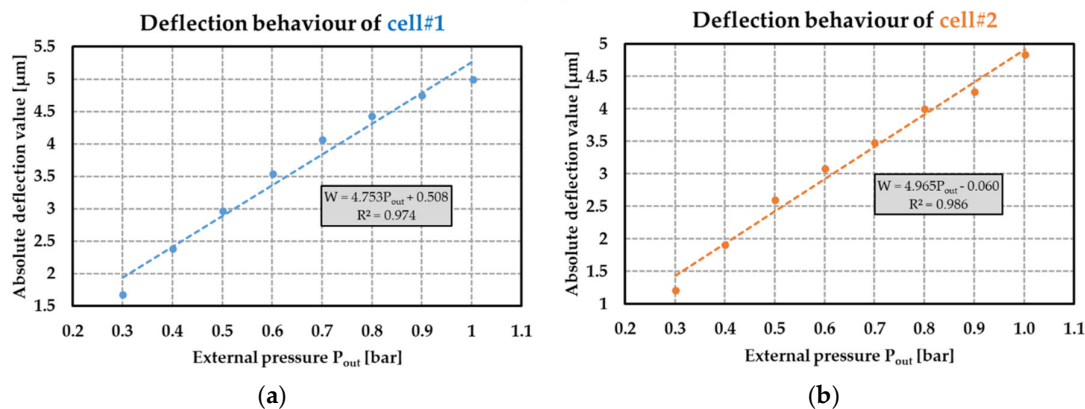 Deflection behaviour of cell#1
Absolute deflection value [µm]
5.5
5
4.5
4
3.5
3
2.5
2
1.5
W = 4.753Pout + 0.508
R² = 0.974
0.2 0.3 0.4 0.5 0.6 0.7 0.8 0.9 1.0 1.1
External pressure Pout [bar]
(a)
Deflection behaviour of cell#2
Absolute deflection value [µm]
5
4.5
4
3.5
3
2.5
2
1.5
1
W = 4.965Pout - 0.060
R² = 0.986
0.2 0.3 0.4 0.5 0.6 0.7 0.8 0.9 1.0 1.1
External pressure Pout [bar]
(b)